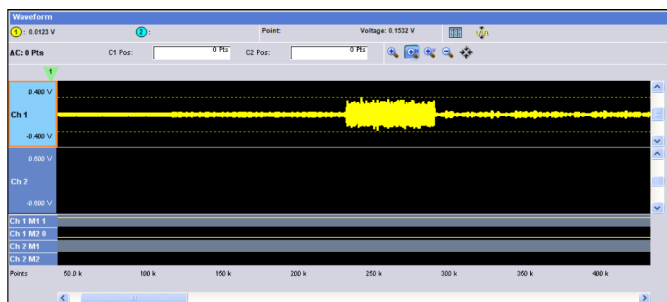 Waveform
1 : 0.0123 V 2 : Point: Voltage: 0.1532 V
AC: 0 Pts C1 Pos: 0 Pts C2 Pos: 0 Pts
1
0.400 V
Ch 1
-0.400 V
0.600 V
Ch 2
-0.600 V
Ch 1 M1 1
Ch 1 M2 0
Ch 2 M1
Ch 2 M2
Points 50.0 k 100 k 150 k 200 k 250 k 300 k 350 k 400 k